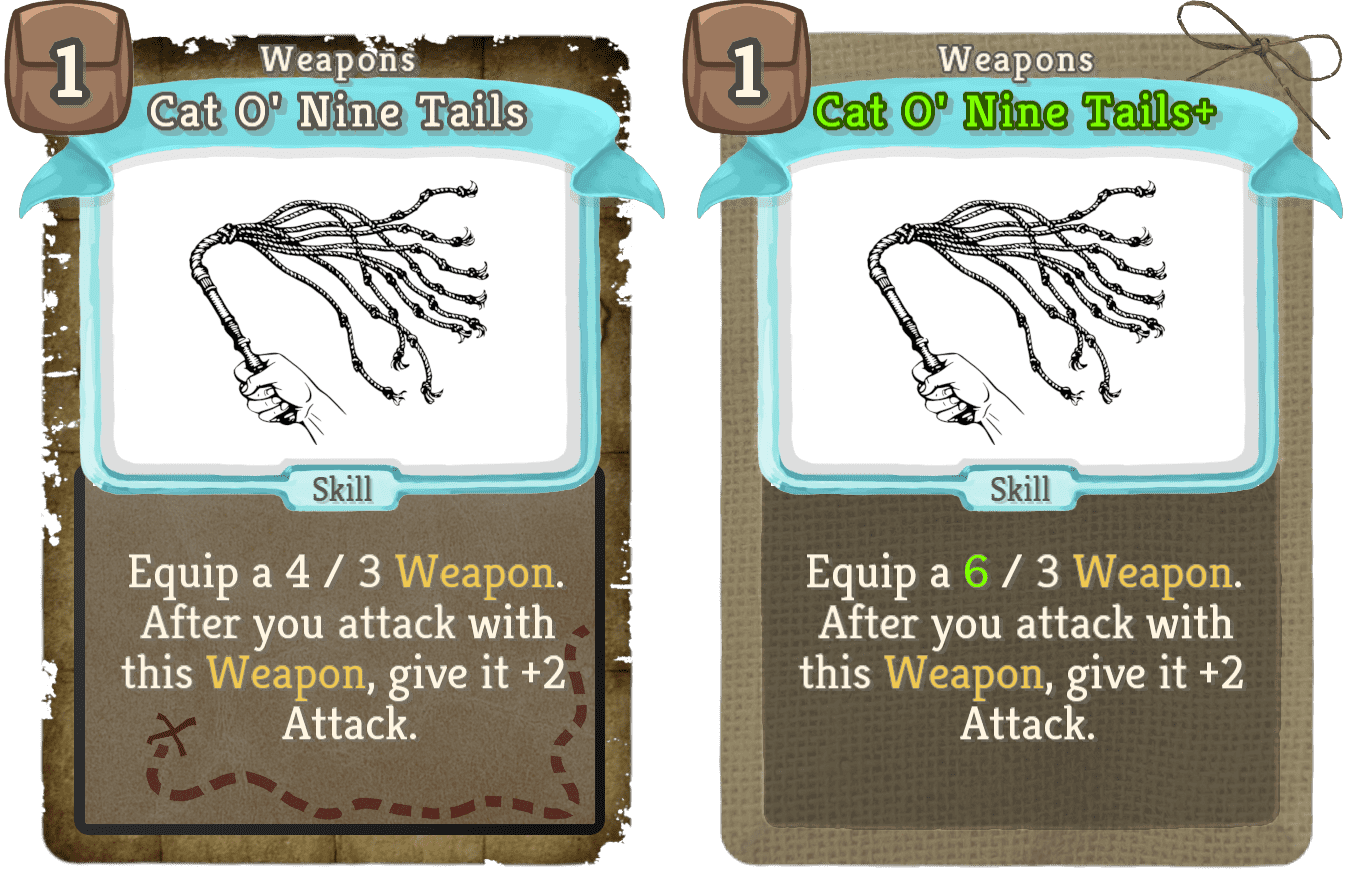 1
Weapons
Cat O' Nine Tails
Skill
Equip a 4 / 3 Weapon.
After you attack with
this Weapon, give it +2
Attack.
1
Weapons
Cat O' Nine Tails+
Skill
Equip a 6 / 3 Weapon.
After you attack with
this Weapon, give it +2
Attack.